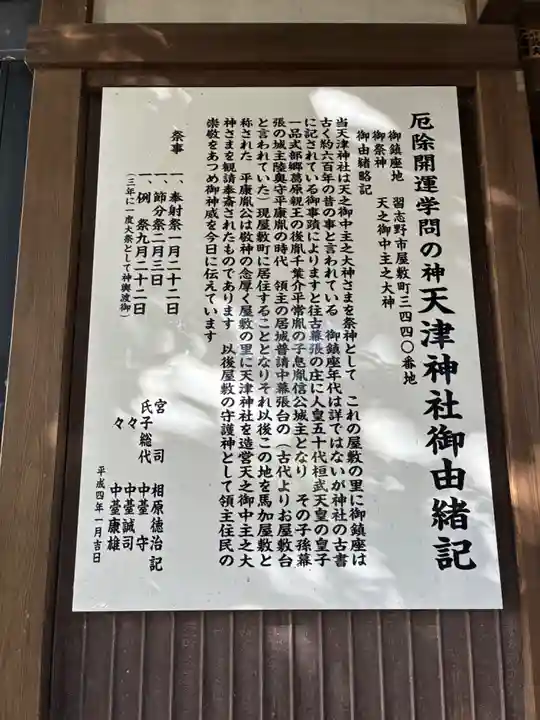 厄除開運学問の神天津神社御由緒記
御鎮座地　習志野市屋敷町三四四〇番地
御祭神　天之御中主之大神
御由緒略記
当天津神社は天之御中主之大神さまを祭神として　これの屋敷の里に御鎮座は
古く約六百年の昔の事と言われている　御鎮座年代は詳ではないが神社の古書
に記されている御事蹟によりますと往古幕張の庄に人皇五十代桓武天皇の皇子
一品式部郷葛原親王の後胤千葉介平常胤の子息胤信公城主となり　その子孫幕
張の城主陸奥守平康胤の時代　領主の居城普請中幕張台の（古代よりお屋敷台
と言われていた）現屋敷町に居住することとなりそれ以後この地を馬加屋敷と
称された　平康胤公は敬神の念厚く屋敷の里に天津神社を造営天之御中主之大
神さまを観請奉斎されたものであります　以後屋敷の守護神として領主住民の
崇敬をあつめ御神威を今日に伝えています
祭事　一、奉射祭一月二十二日
一、節分祭二月三日
一、例　祭九月二十二日
（三年に一度大祭として神輿渡御）
宮　司　相原徳治記
氏子総代　中臺　守
々　中臺誠司
々　中臺康雄
平成四年一月吉日